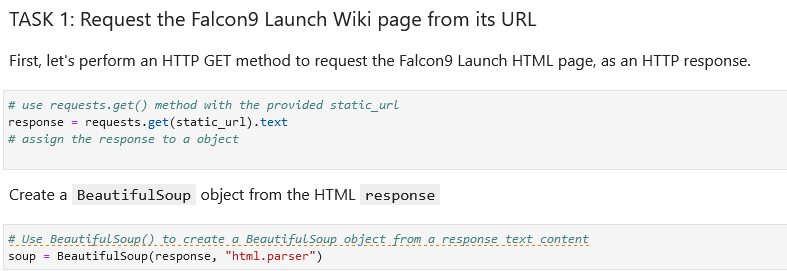 TASK 1: Request the Falcon9 Launch Wiki page from its URL
First, let's perform an HTTP GET method to request the Falcon9 Launch HTML page, as an HTTP response.
# use requests.get() method with the provided static_url
response = requests.get(static_url).text
# assign the response to a object
Create a BeautifulSoup object from the HTML response
# Use BeautifulSoup() to create a BeautifulSoup object from a response text content
soup = BeautifulSoup(response, "html.parser")